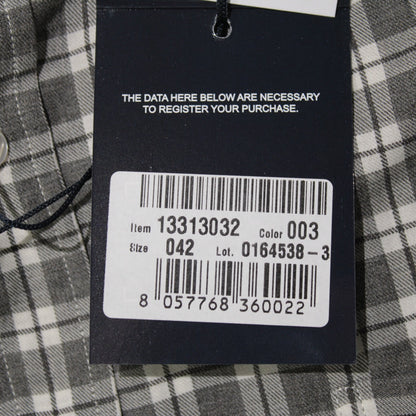 THE DATA HERE BELOW ARE NECESSARY
TO REGISTER YOUR PURCHASE.
Item 13313032 Color 003
Size 042 Lot. 0164538-3
8 057768 360022